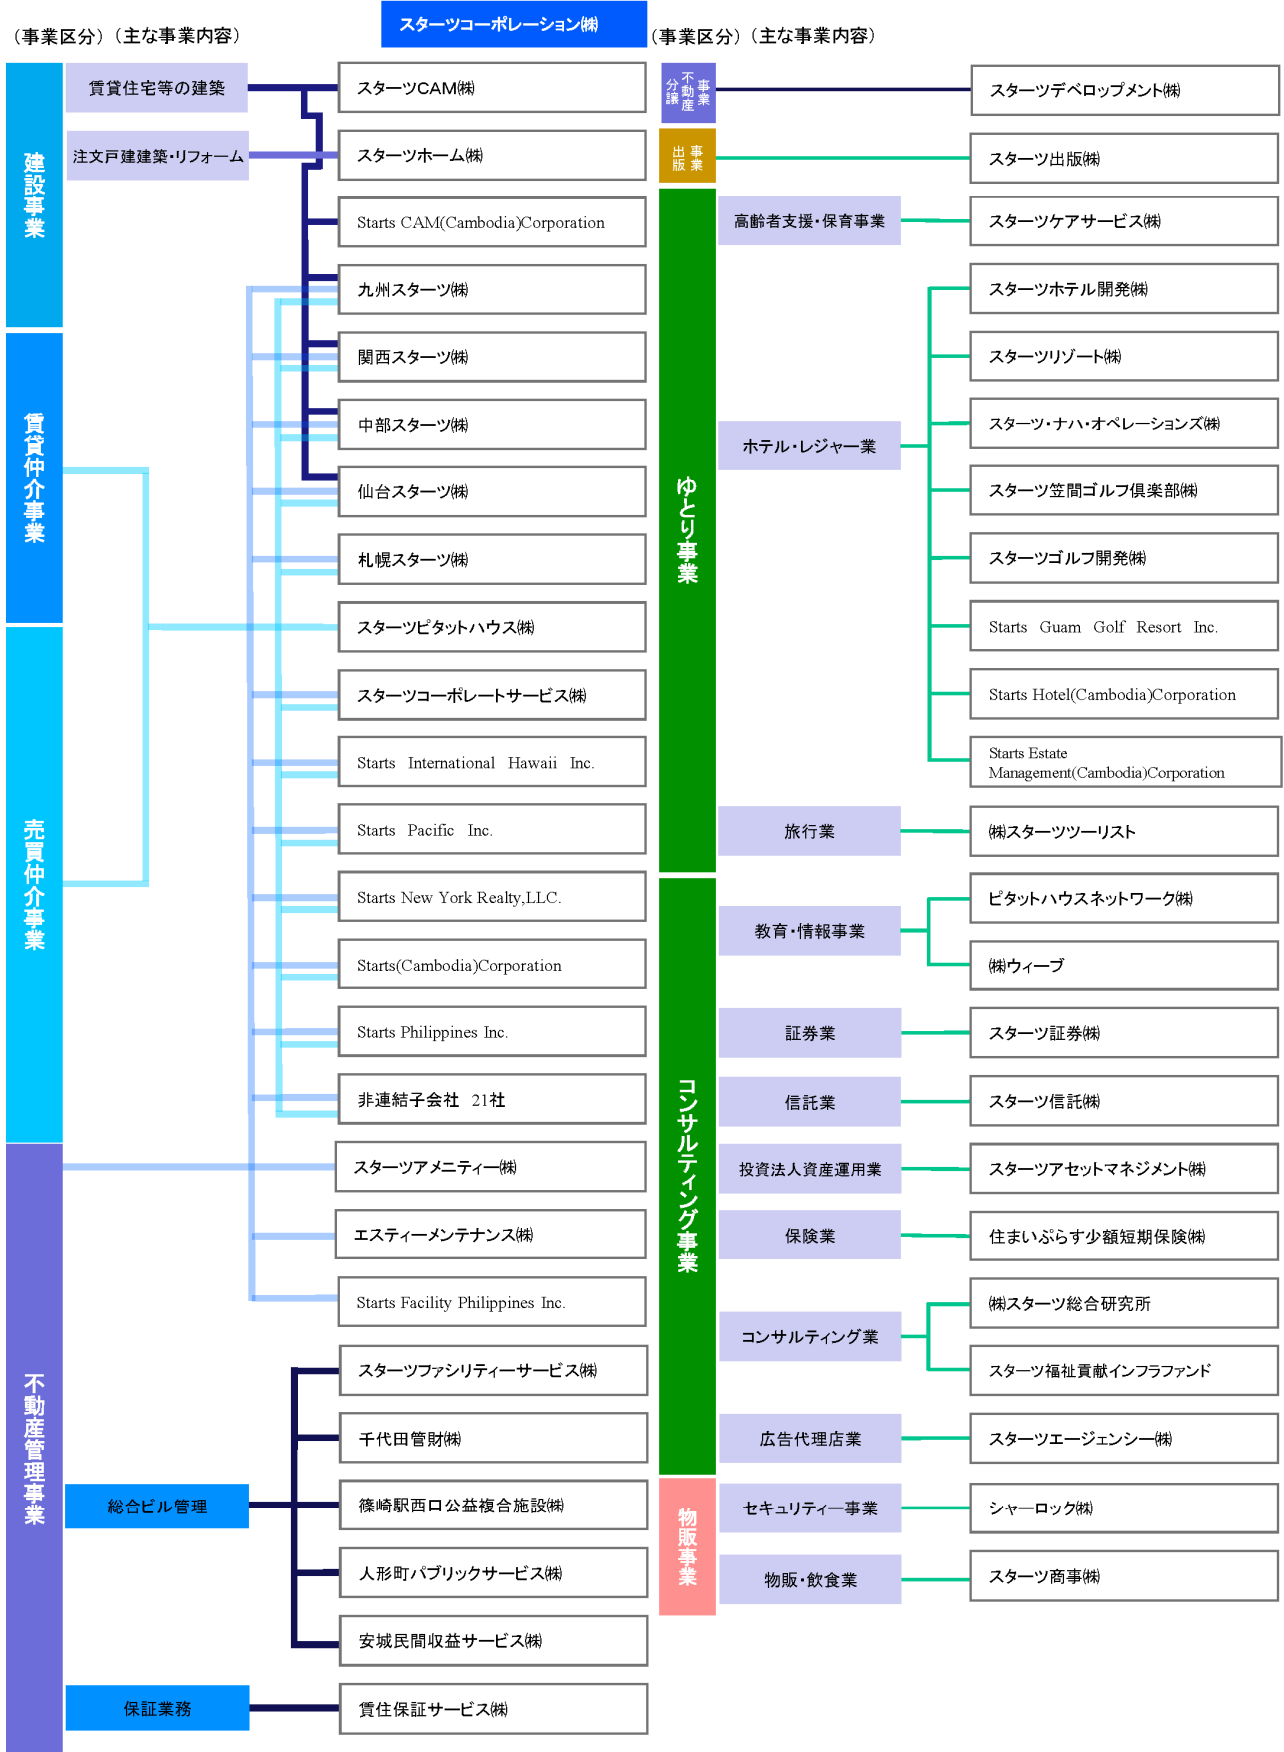 スターツコーポレーション㈱
（事業区分）（主な事業内容）
建設事業
賃貸住宅等の建築
スターツCAM㈱
注文戸建建築・リフォーム
スターツホーム㈱
Starts CAM(Cambodia)Corporation
九州スターツ㈱
関西スターツ㈱
中部スターツ㈱
仙台スターツ㈱
札幌スターツ㈱
賃貸仲介事業
スターツピタットハウス㈱
スターツコーポレートサービス㈱
Starts International Hawaii Inc.
Starts Pacific Inc.
売買仲介事業
Starts New York Realty,LLC.
Starts(Cambodia)Corporation
Starts Philippines Inc.
非連結子会社 21社
スターツアメニティー㈱
エスティーメンテナンス㈱
Starts Facility Philippines Inc.
不動産管理事業
スターツファシリティーサービス㈱
千代田管財㈱
総合ビル管理
篠崎駅西口公益複合施設㈱
人形町パブリックサービス㈱
安城民間収益サービス㈱
保証業務
賃住保証サービス㈱
（事業区分）（主な事業内容）
事業
不動産
分譲
スターツデベロップメント㈱
事業
出版
スターツ出版㈱
ゆとり事業
高齢者支援・保育事業
スターツケアサービス㈱
スターツホテル開発㈱
スターツリゾート㈱
スターツ・ナハ・オペレーションズ㈱
ホテル・レジャー業
スターツ笠間ゴルフ倶楽部㈱
スターツゴルフ開発㈱
Starts Guam Golf Resort Inc.
Starts Hotel(Cambodia)Corporation
Starts Estate
Management(Cambodia)Corporation
旅行業
㈱スターツツーリスト
コンサルティング事業
教育・情報事業
ピタットハウスネットワーク㈱
㈱ウィーブ
証券業
スターツ証券㈱
信託業
スターツ信託㈱
投資法人資産運用業
スターツアセットマネジメント㈱
保険業
住まいぷらす少額短期保険㈱
コンサルティング業
㈱スターツ総合研究所
スターツ福祉貢献インフラファンド
広告代理店業
スターツエージェンシー㈱
物販事業
セキュリティ―事業
シャーロック㈱
物販・飲食業
スターツ商事㈱